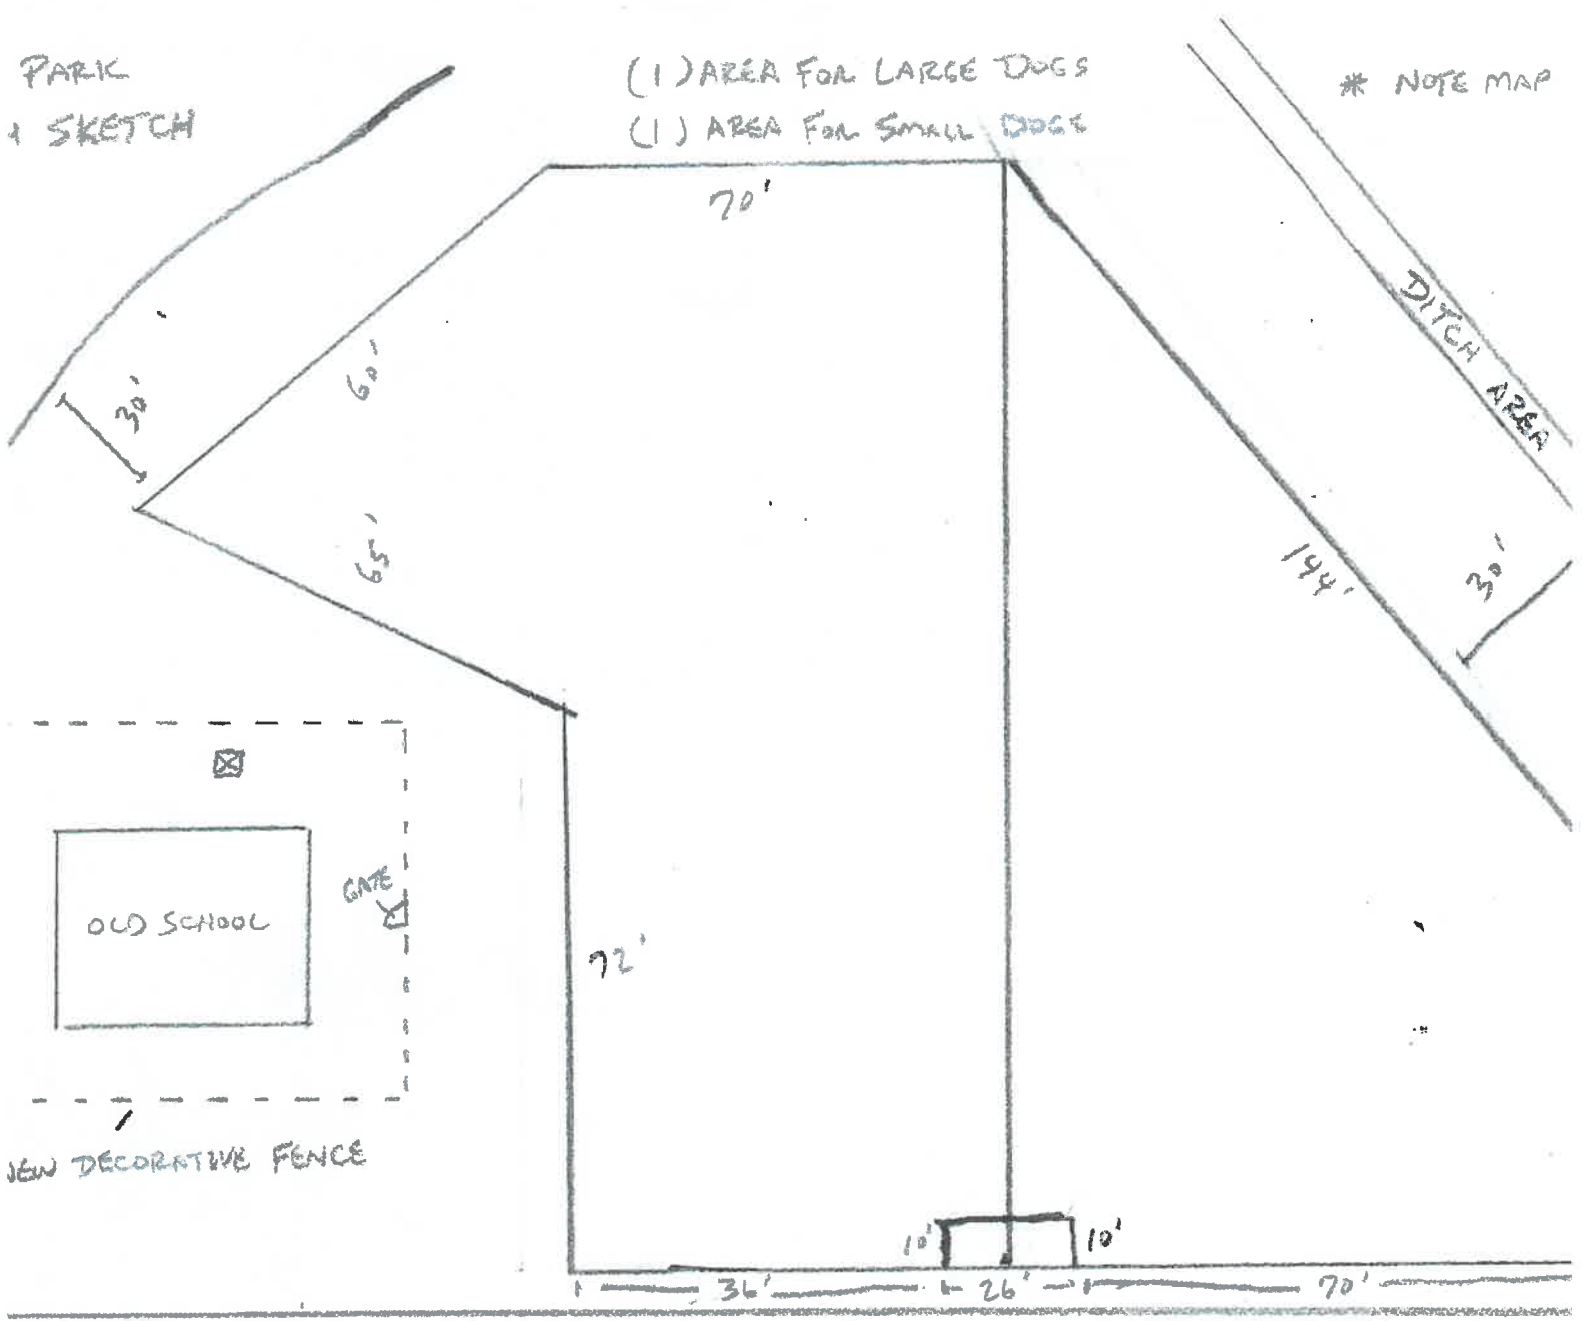 PARK
SKETCH
(1) AREA FOR LARGE DOGS
(1) AREA FOR SMALL DOGS
* NOTE MAP
70'
DITCH AREA
30'
60'
65'
144'
30'
GATE
OLD SCHOOL
72'
NEW DECORATIVE FENCE
10'
10'
36'
26'
70'